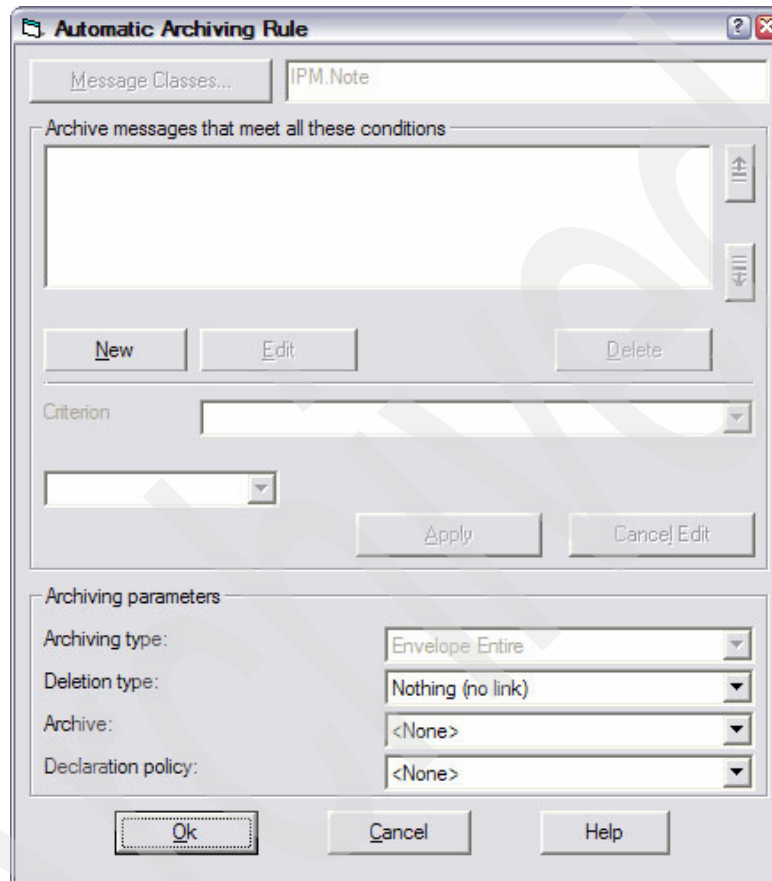 Automatic Archiving Rule
Message Classes... IPM.Note
Archive messages that meet all these conditions
New Edit Delete
Criterion
Apply Cancel Edit
Archiving parameters
Archiving type: Envelope Entire
Deletion type: Nothing (no link)
Archive: <None>
Declaration policy: <None>
Ok Cancel Help